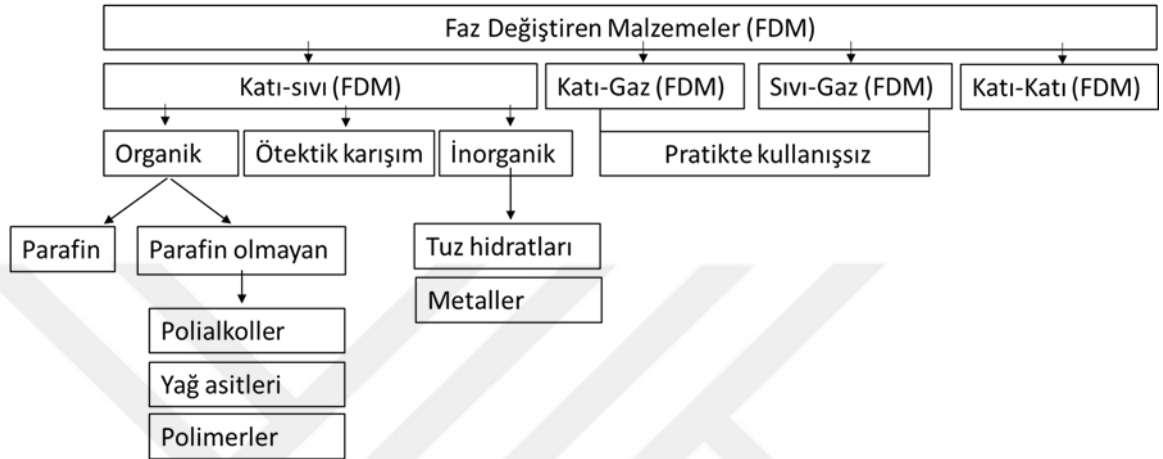 Faz Değiştiren Malzemeler (FDM)
Katı-sıvı (FDM)
Katı-Gaz (FDM)
Sıvı-Gaz (FDM)
Katı-Katı (FDM)
Organik
Ötektik karışım
İnorganik
Pratikte kullanışsız
Parafin
Parafin olmayan
Tuz hidratları
Metaller
Polialkoller
Yağ asitleri
Polimerler